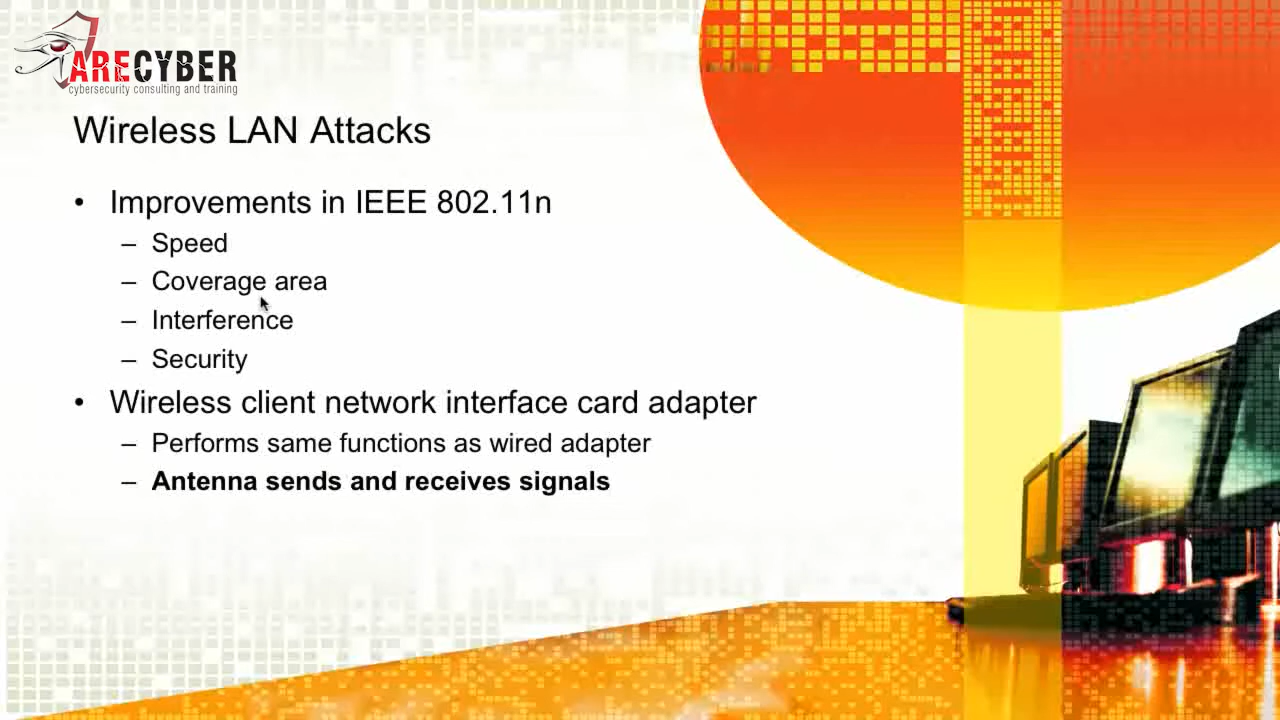 ARECYBER
cybersecurity consulting and training
Wireless LAN Attacks
• Improvements in IEEE 802.11n
– Speed
– Coverage area
– Interference
– Security
• Wireless client network interface card adapter
– Performs same functions as wired adapter
– Antenna sends and receives signals